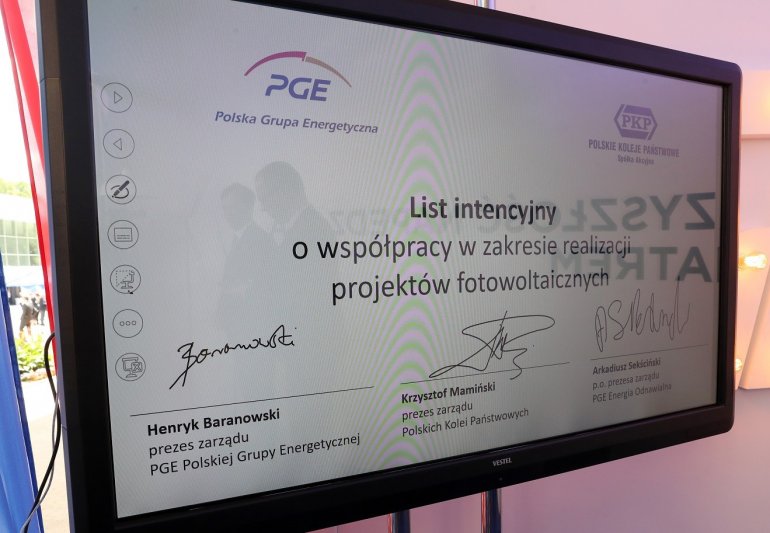 PGE
Polska Grupa Energetyczna
PKP
POLSKIE KOLEJE PAŃSTWOWE
Spółka Akcyjna
List intencyjny
o współpracy w zakresie realizacji
projektów fotowoltaicznych
Baranowski
Henryk Baranowski
prezes zarządu
PGE Polskiej Grupy Energetycznej
Krzysztof Mamiński
prezes zarządu
Polskich Kolei Państwowych
Arkadiusz Sekściński
p.o. prezesa zarządu
PGE Energia Odnawialna
VESTEL